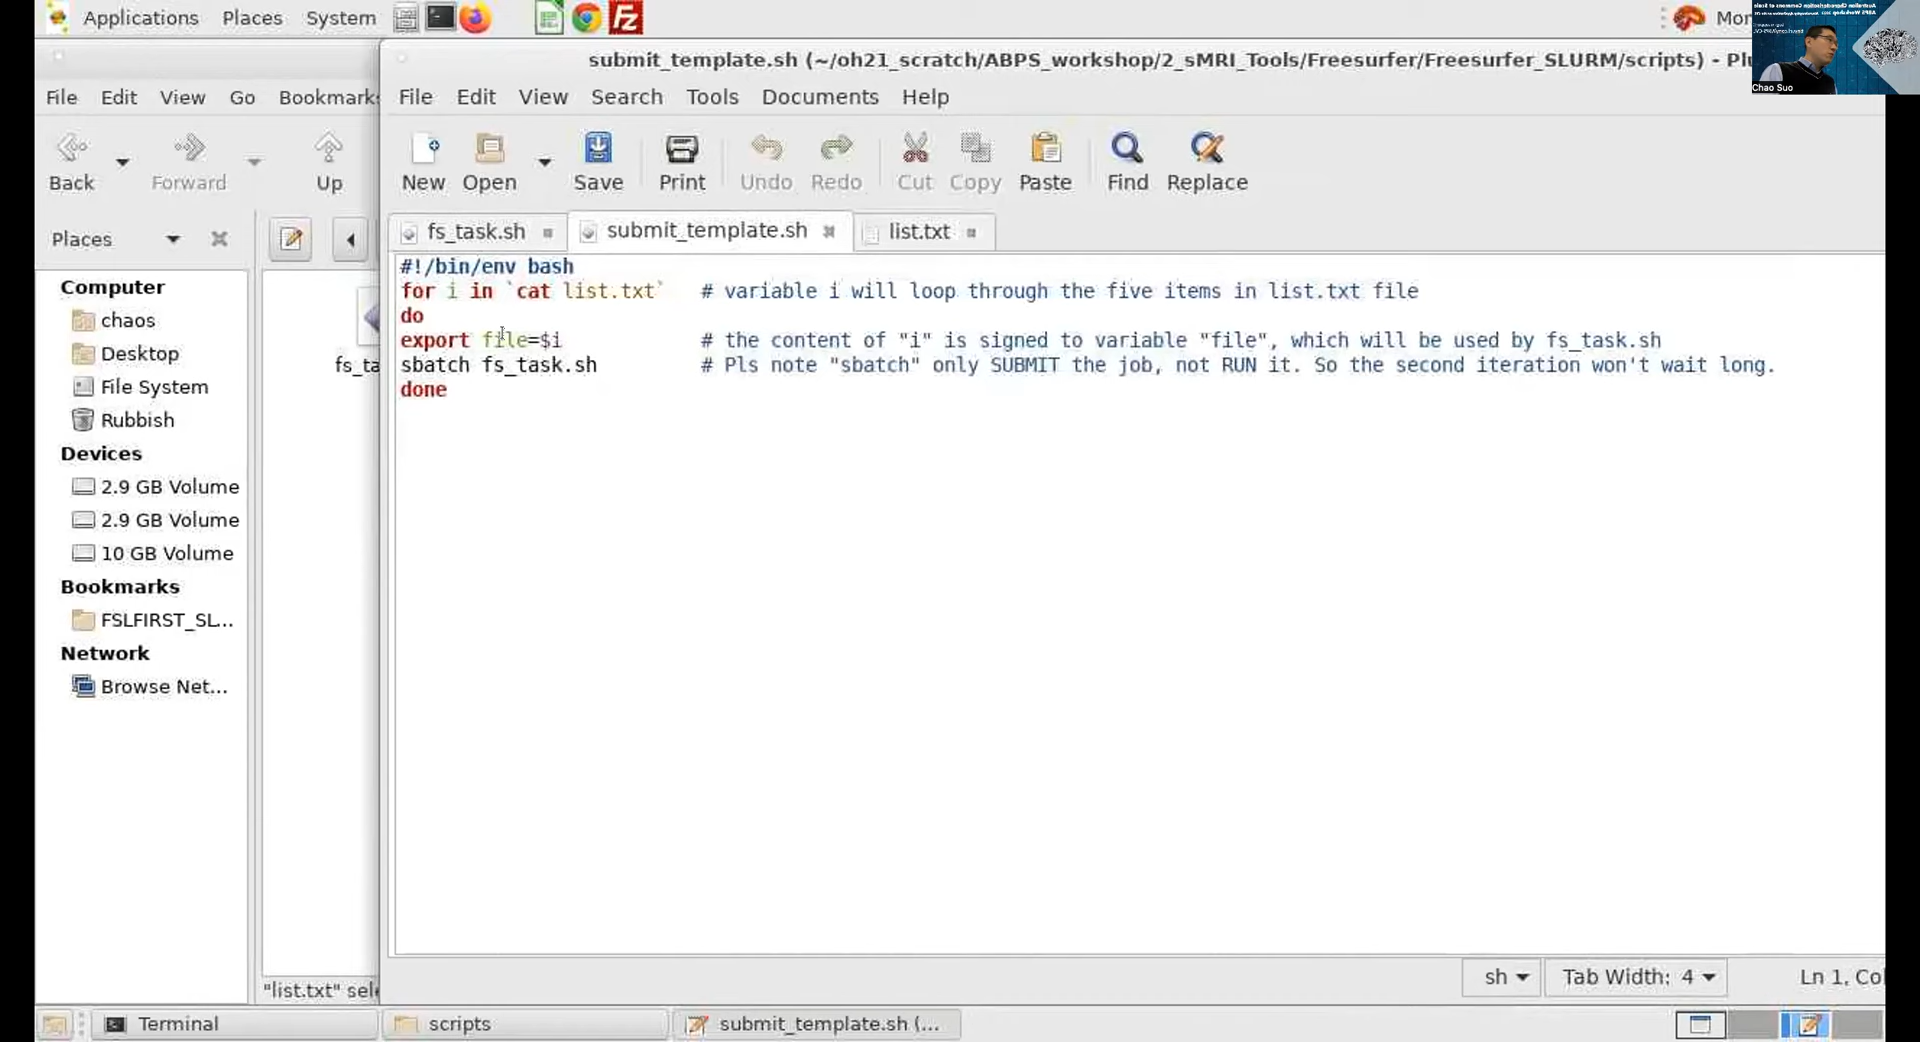 Applications Places System
submit_template.sh (~/oh21_scratch/ABPS_workshop/2_sMRI_Tools/Freesurfer/Freesurfer_SLURM/scripts) - Pl
Chao Suo
File Edit View Go Bookmarks
File Edit View Search Tools Documents Help
Back Forward Up
New Open Save Print Undo Redo Cut Copy Paste Find Replace
Places
fs_task.sh submit_template.sh list.txt
Computer
chaos
Desktop
File System
Rubbish
Devices
2.9 GB Volume
2.9 GB Volume
10 GB Volume
Bookmarks
FSLFIRST_SL...
Network
Browse Net...
fs_ta
"list.txt" sel
#!/bin/env bash
for i in `cat list.txt` # variable i will loop through the five items in list.txt file
do
export file=$i # the content of "i" is signed to variable "file", which will be used by fs_task.sh
sbatch fs_task.sh # Pls note "sbatch" only SUBMIT the job, not RUN it. So the second iteration won't wait long.
done
sh Tab Width: 4 Ln 1, Co
Terminal scripts submit_template.sh (...